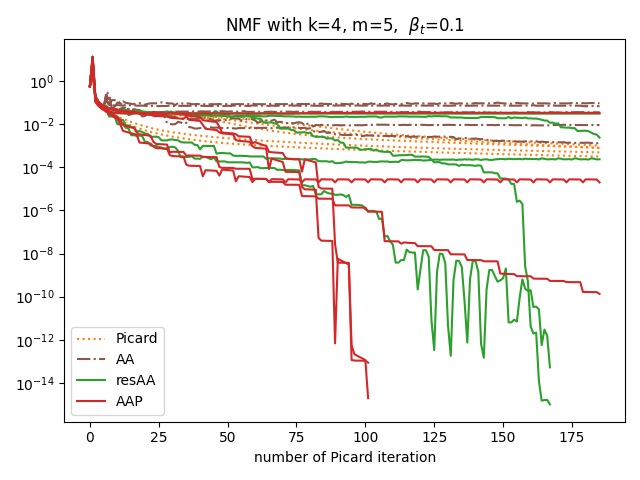 NMF with k=4, m=5, β_t=0.1
10^0
10^−2
10^−4
10^−6
10^−8
10^−10
10^−12
10^−14
Picard
AA
resAA
AAP
0 25 50 75 100 125 150 175
number of Picard iteration